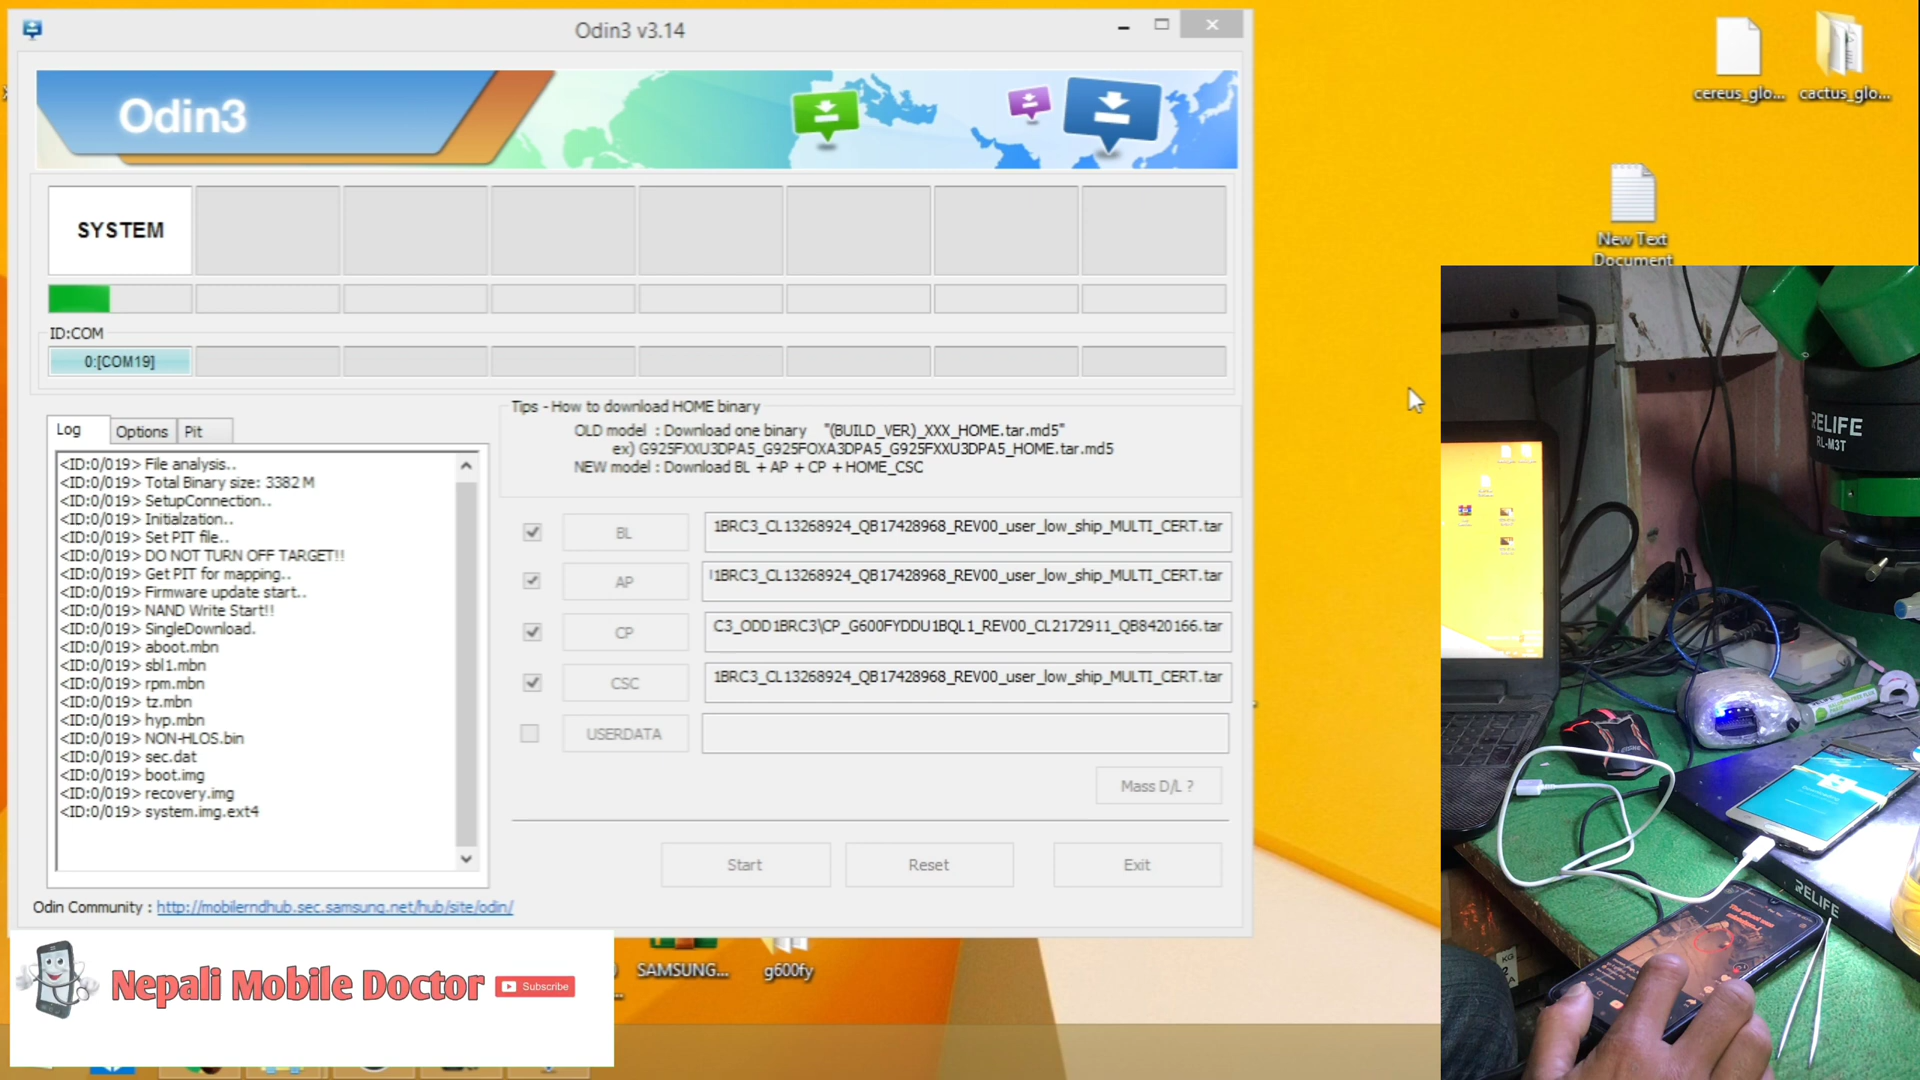 Odin3 v3.14
Odin3
SYSTEM
ID:COM
0:[COM19]
Log
Options
Pit
<ID:0/019> File analysis..
<ID:0/019> Total Binary size: 3382 M
<ID:0/019> SetupConnection..
<ID:0/019> Initialzation..
<ID:0/019> Set PIT file..
<ID:0/019> DO NOT TURN OFF TARGET!!
<ID:0/019> Get PIT for mapping..
<ID:0/019> Firmware update start..
<ID:0/019> NAND Write Start!!
<ID:0/019> SingleDownload.
<ID:0/019> aboot.mbn
<ID:0/019> sbl1.mbn
<ID:0/019> rpm.mbn
<ID:0/019> tz.mbn
<ID:0/019> hyp.mbn
<ID:0/019> NON-HLOS.bin
<ID:0/019> sec.dat
<ID:0/019> boot.img
<ID:0/019> recovery.img
<ID:0/019> system.img.ext4
Tips - How to download HOME binary
OLD model : Download one binary "(BUILD_VER)_XXX_HOME.tar.md5"
ex) G925FXXU3DPA5_G925FOXA3DPA5_G925FXXU3DPA5_HOME.tar.md5
NEW model : Download BL + AP + CP + HOME_CSC
BL
1BRC3_CL13268924_QB17428968_REV00_user_low_ship_MULTI_CERT.tar
AP
1BRC3_CL13268924_QB17428968_REV00_user_low_ship_MULTI_CERT.tar
CP
C3_ODD1BRC3\CP_G600FYDDU1BQL1_REV00_CL2172911_QB8420166.tar
CSC
1BRC3_CL13268924_QB17428968_REV00_user_low_ship_MULTI_CERT.tar
USERDATA
Mass D/L ?
Start
Reset
Exit
Odin Community : http://mobilerndhub.sec.samsung.net/hub/site/odin/
Nepali Mobile Doctor
Subscribe
SAMSUNG...
g600fy
cereus_glo...
cactus_glo...
New Text
Document
RELIFE
RL-M3T
RELIFE